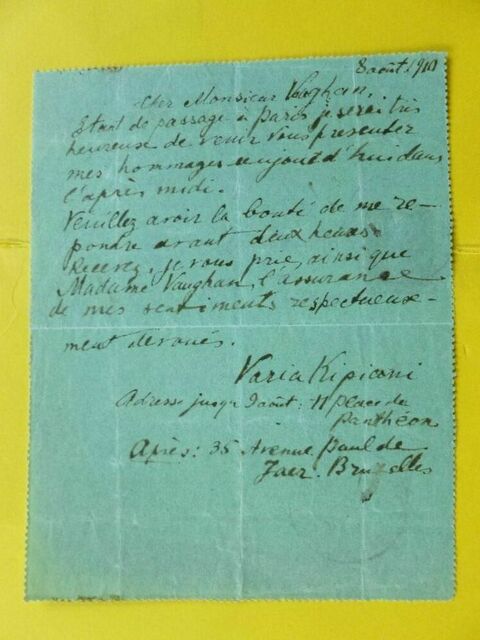 8 août 1910
Cher Monsieur Vaughan,
Etant de passage à Paris je serai très
heureuse de venir vous presenter
mes hommages aujourd'hui dans
l'après midi.
Veuillez avoir la bonté de me re-
pondre avant deux heures
Recevez, je vous prie, ainsi que
Madame Vaughan, l'assurance
de mes sentiments respectueuse-
ment dévoués.
Varia Kipiani
Adresse jusqu 9 août: 11 place de
Panthéon
Après: 35 Avenue Paul de
Jaer. Bruxelles